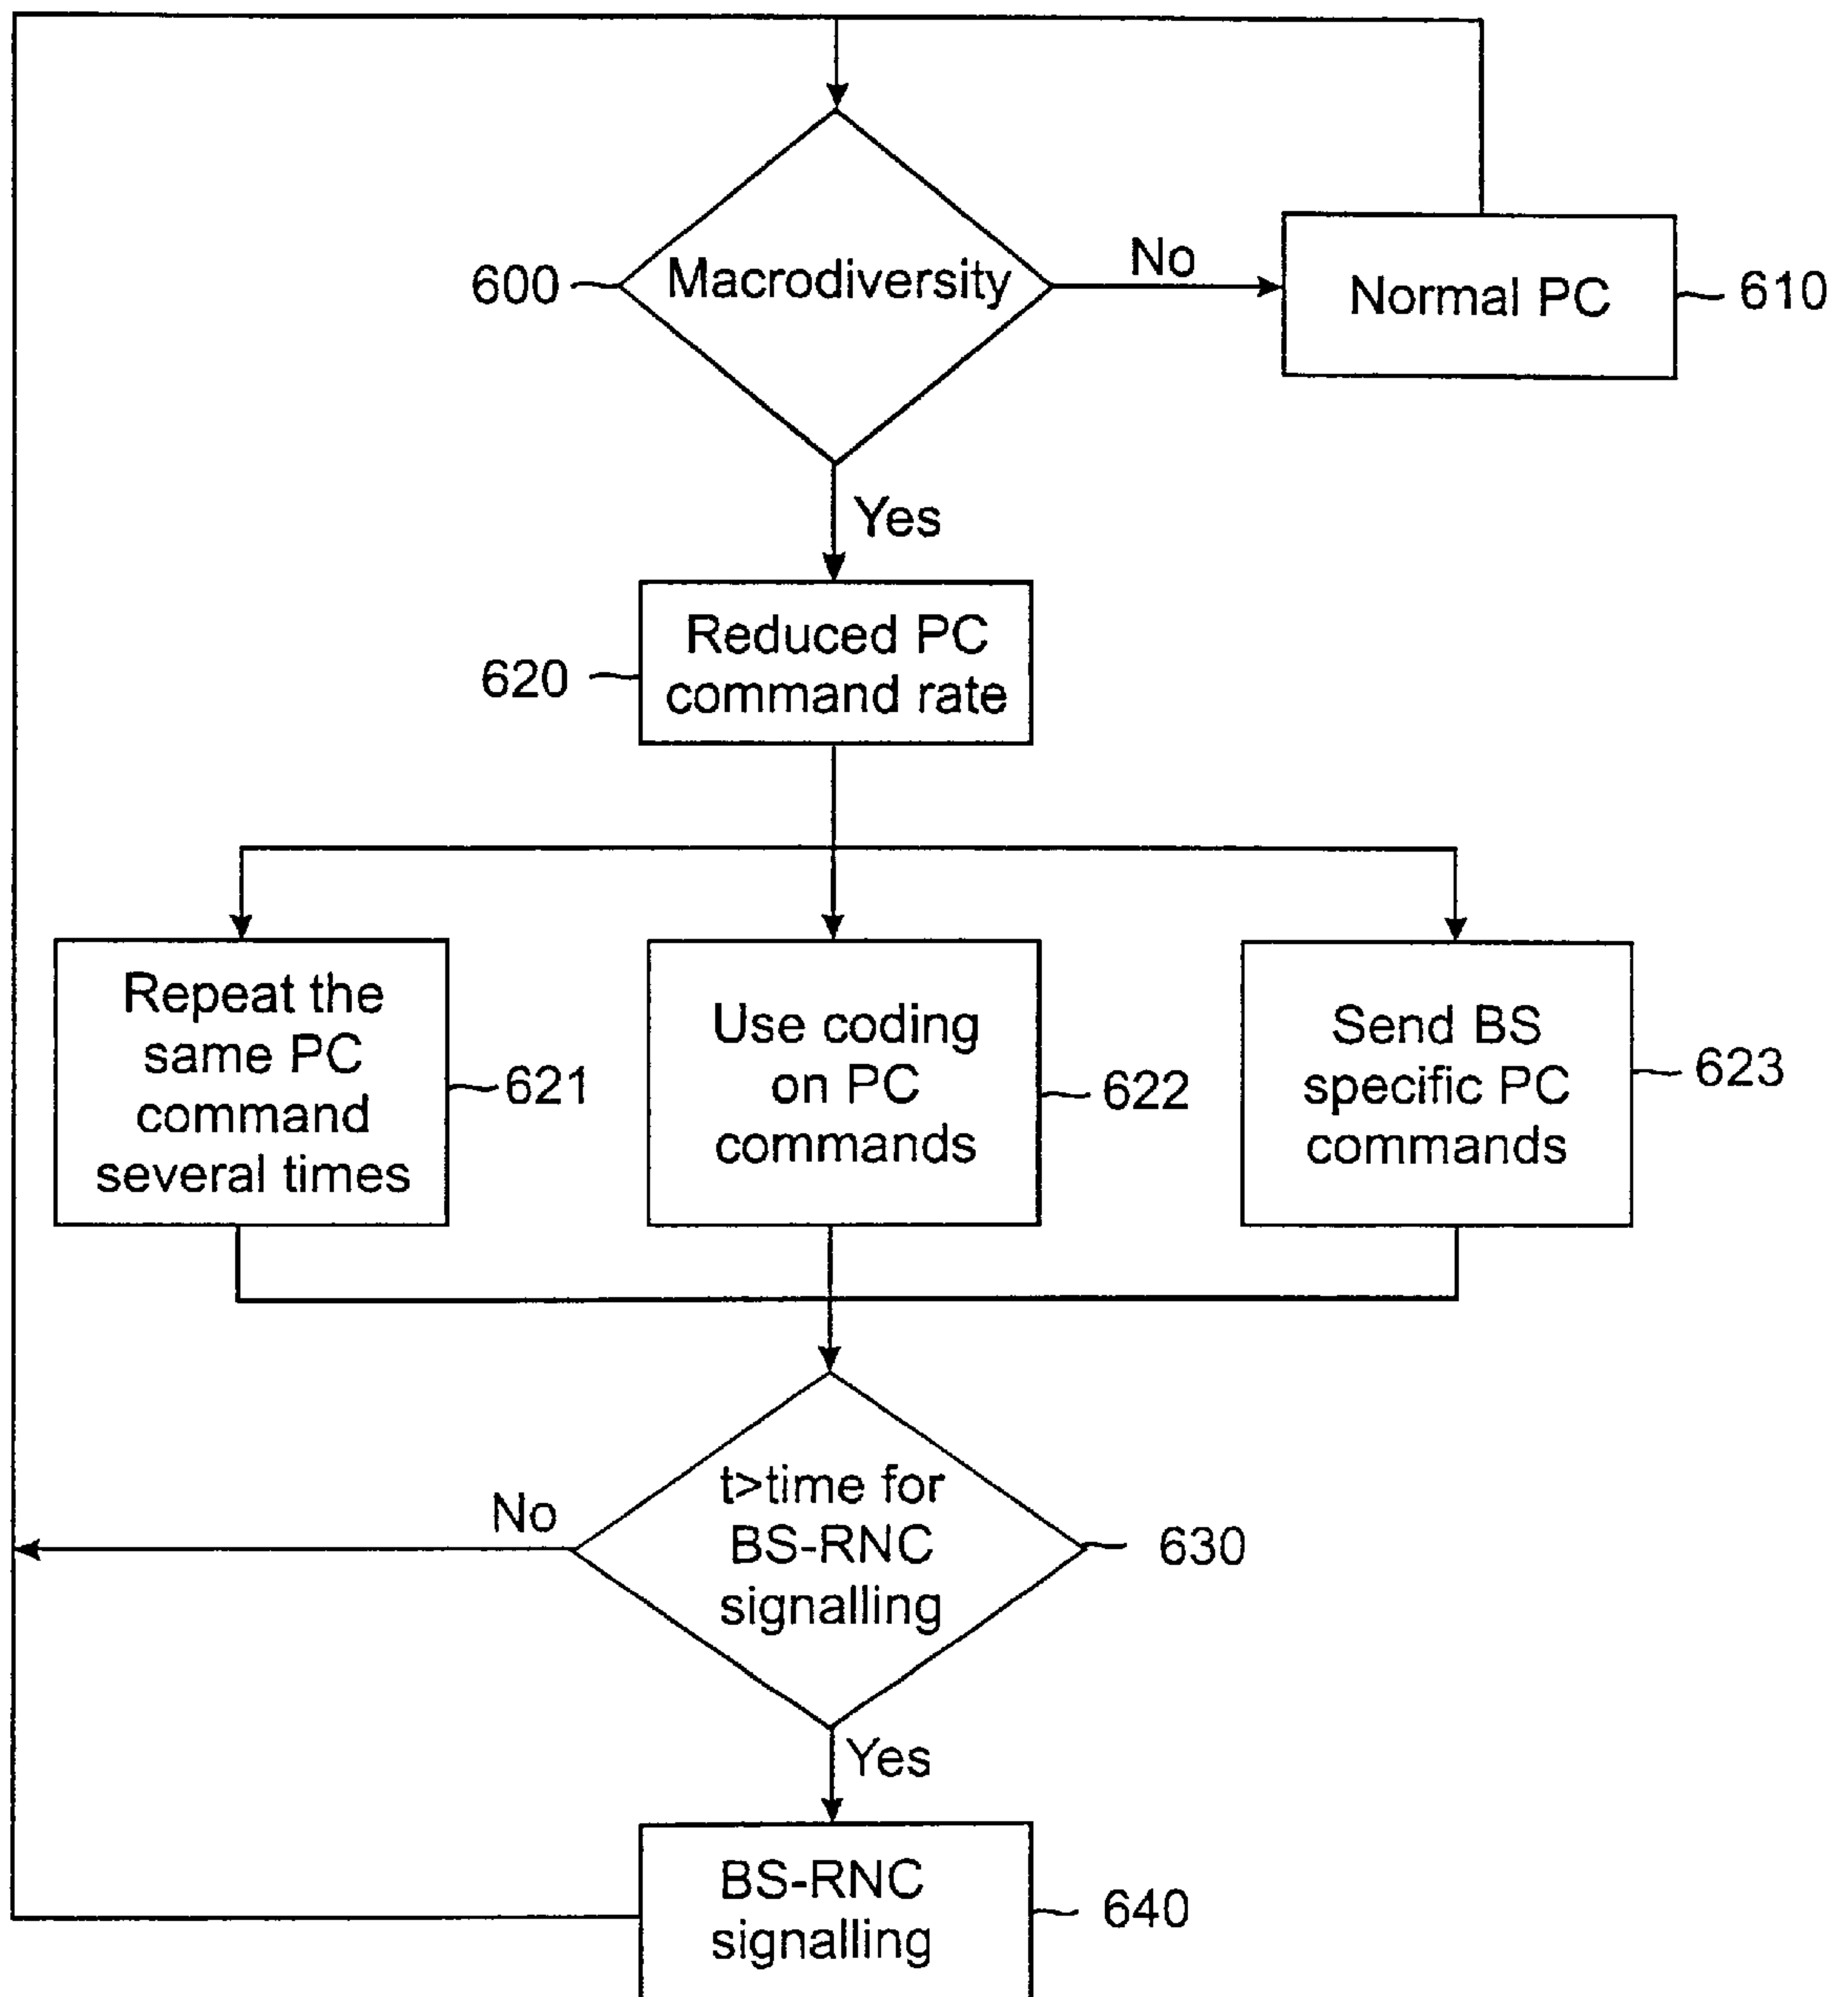 600
Macrodiversity
No
Normal PC
610
Yes
620
Reduced PC
command rate
Repeat the
same PC
command
several times
621
Use coding
on PC
commands
622
Send BS
specific PC
commands
623
No
t>time for
BS-RNC
signalling
630
Yes
BS-RNC
signalling
640